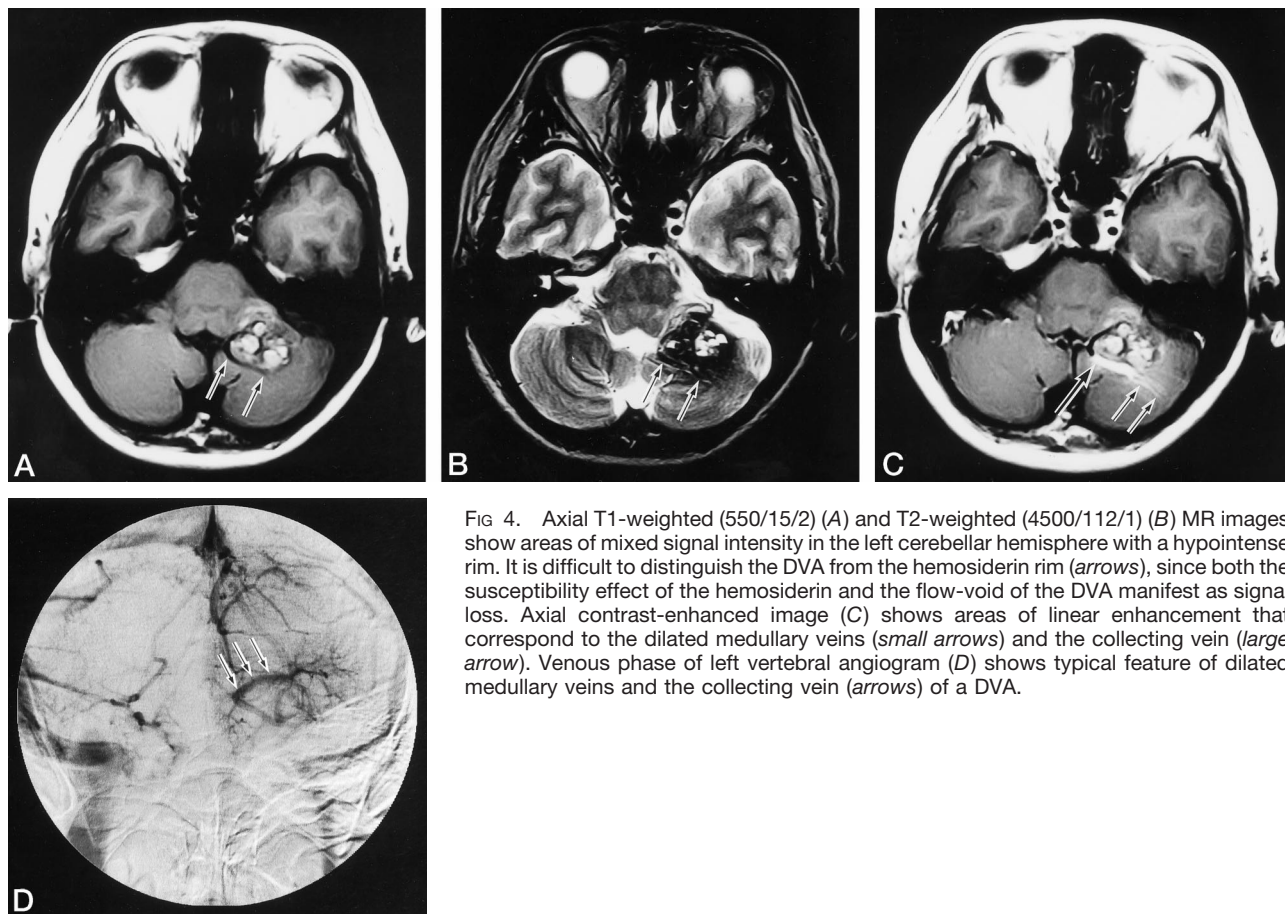 A
B
C
D
FIG 4. Axial T1-weighted (550/15/2) (A) and T2-weighted (4500/112/1) (B) MR images
show areas of mixed signal intensity in the left cerebellar hemisphere with a hypointense
rim. It is difficult to distinguish the DVA from the hemosiderin rim (arrows), since both the
susceptibility effect of the hemosiderin and the flow-void of the DVA manifest as signal
loss. Axial contrast-enhanced image (C) shows areas of linear enhancement that
correspond to the dilated medullary veins (small arrows) and the collecting vein (large
arrow). Venous phase of left vertebral angiogram (D) shows typical feature of dilated
medullary veins and the collecting vein (arrows) of a DVA.